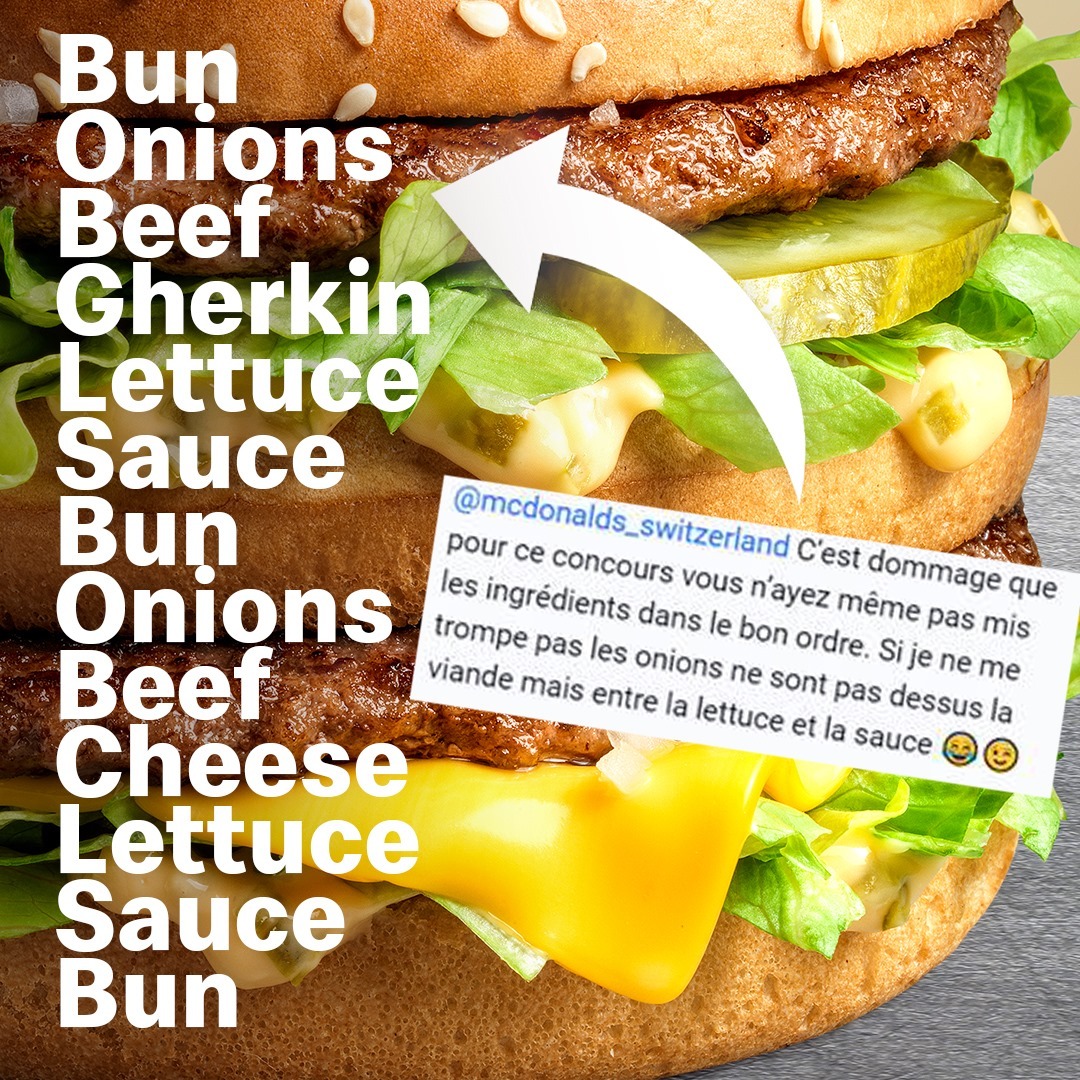 Bun
Onions
Beef
Gherkin
Lettuce
Sauce
Bun
Onions
Beef
Cheese
Lettuce
Sauce
Bun
@mcdonalds_switzerland C'est dommage que
pour ce concours vous n'ayez même pas mis
les ingrédients dans le bon ordre. Si je ne me
trompe pas les onions ne sont pas dessus la
viande mais entre la lettuce et la sauce 😂😉